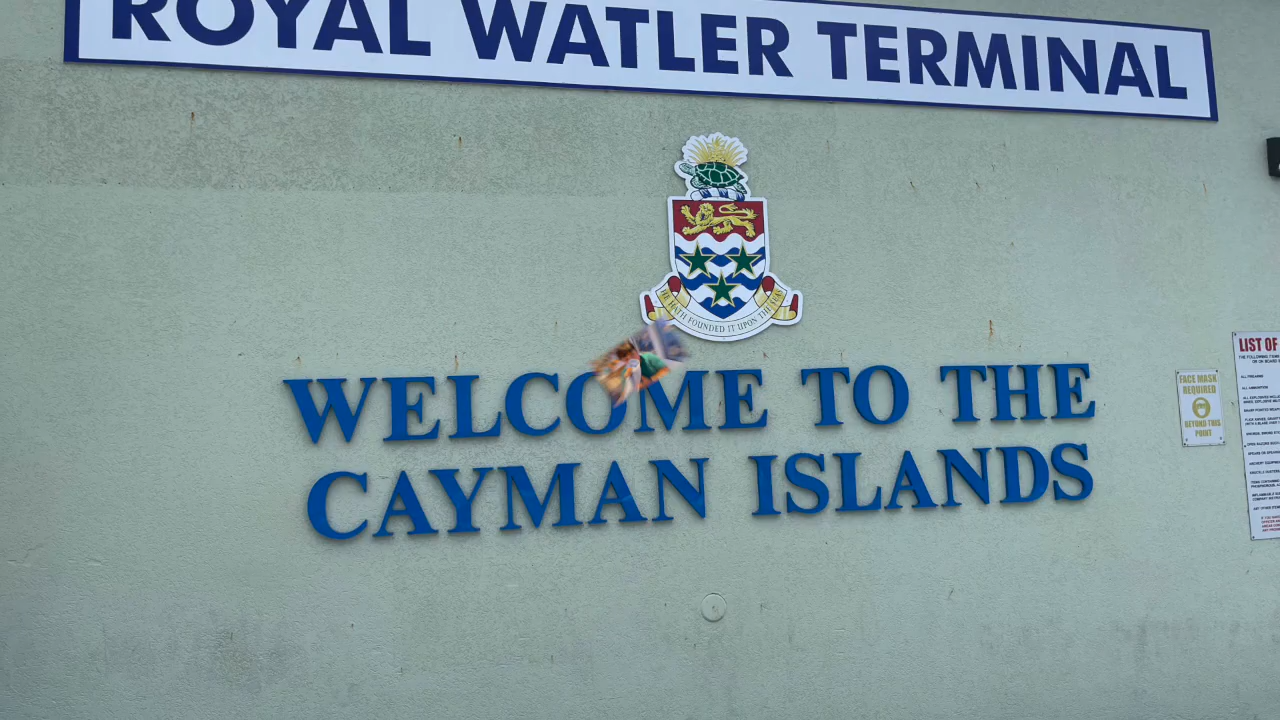 ROYAL WATLER TERMINAL
HE HATH FOUNDED IT UPON THE SEAS
WELCOME TO THE
CAYMAN ISLANDS
FACE MASK
REQUIRED
BEYOND THIS
POINT
LIST OF